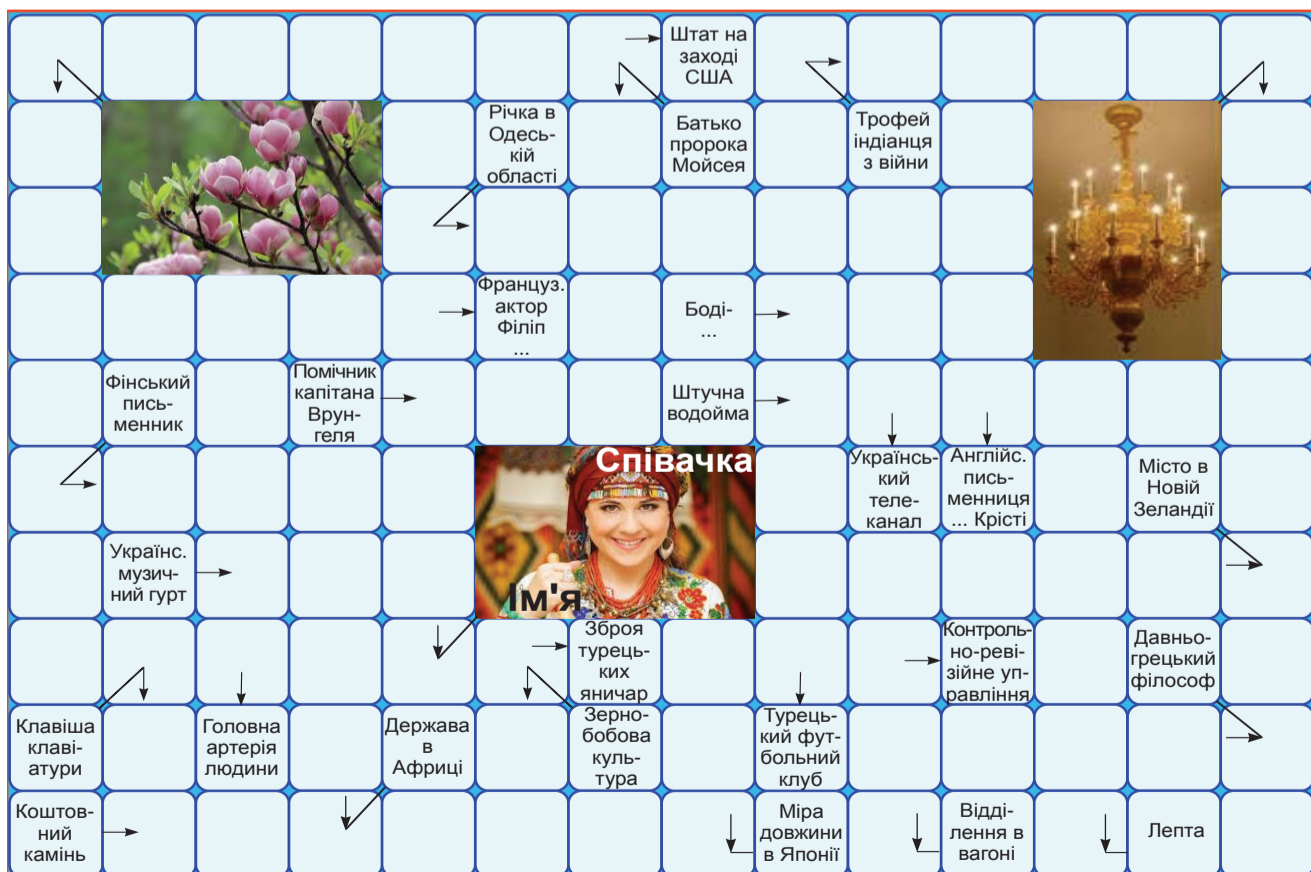 Штат на
заході
США
Річка в
Одесь-
кій
області
Батько
пророка
Мойсея
Трофей
індіанця
з війни
Француз.
актор
Філіп
...
Боді-
...
Фінський
пись-
менник
Помічник
капітана
Врун-
геля
Штучна
водойма
Співачка
Ім'я
Українсь-
кий
теле-
канал
Англійс.
пись-
менниця
... Крісті
Місто в
Новій
Зеландії
Українс.
музич-
ний гурт
Зброя
турець-
ких
яничар
Контроль-
но-реві-
зійне уп-
равління
Давньо-
грецький
філософ
Клавіша
клаві-
атури
Головна
артерія
людини
Держава
в
Африці
Зерно-
бобова
куль-
тура
Турець-
кий фут-
больний
клуб
Коштов-
ний
камінь
Міра
довжини
в Японії
Відді-
лення в
вагоні
Лепта